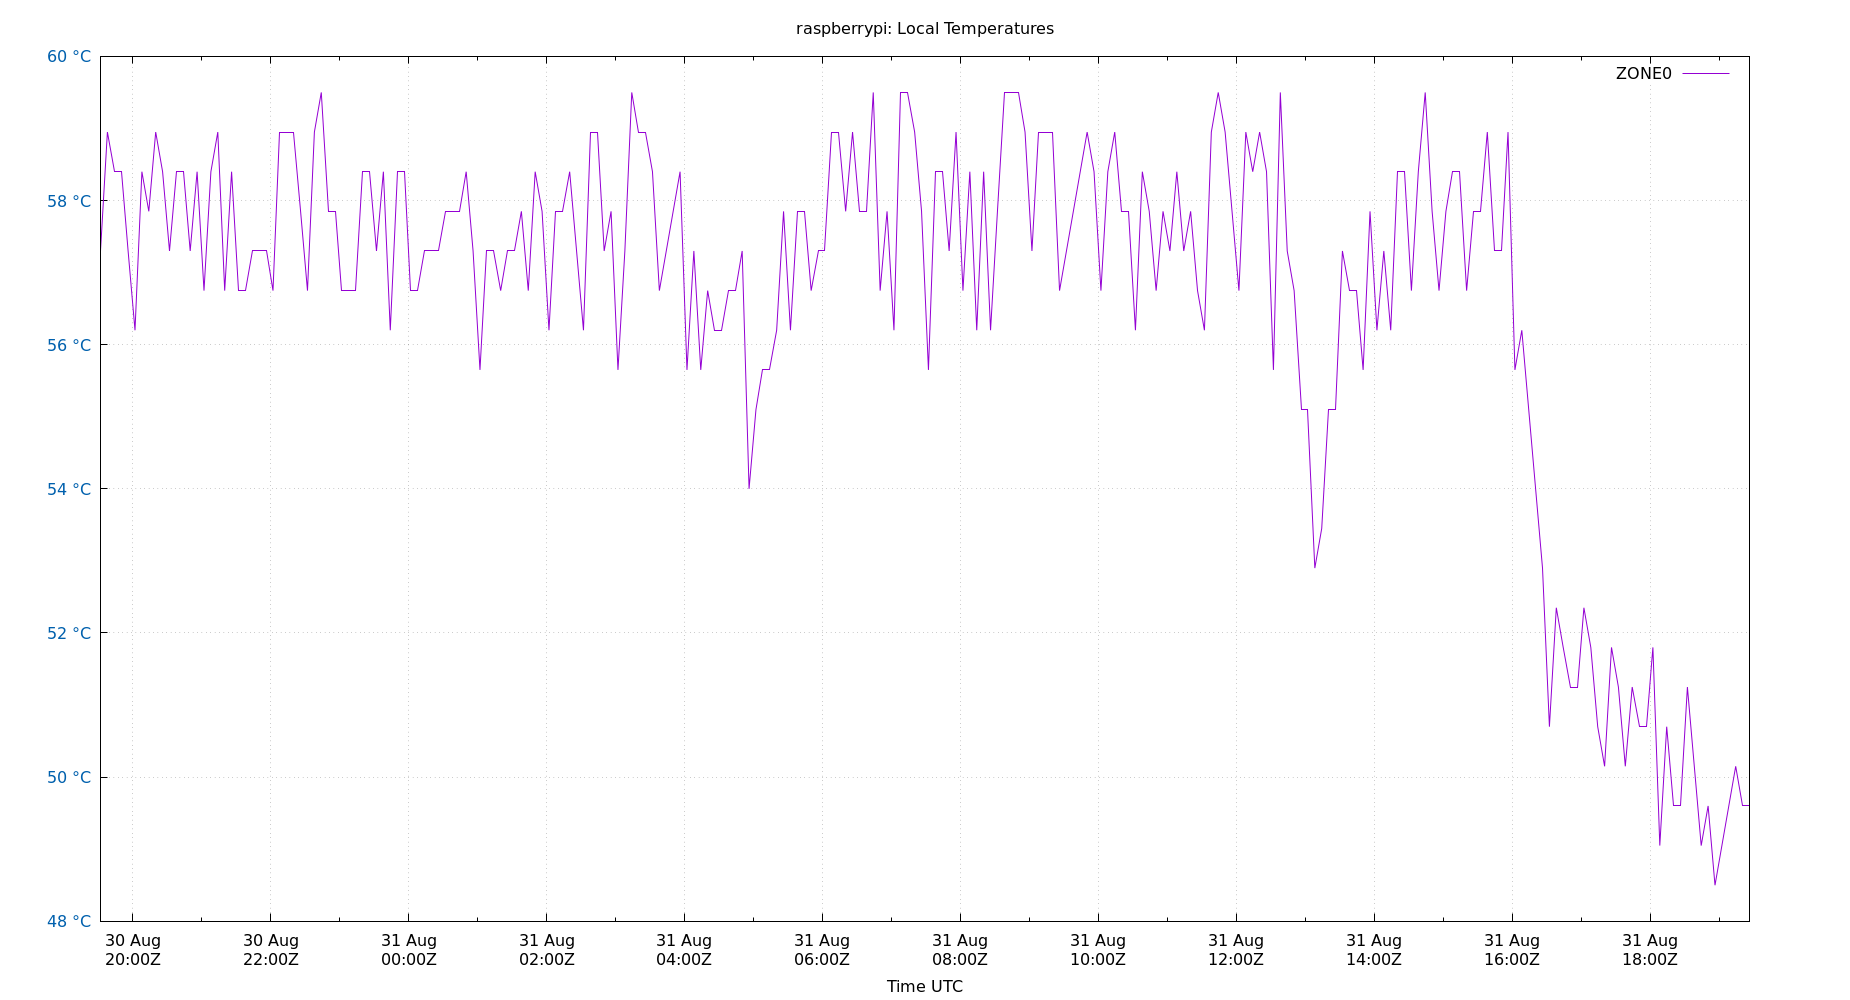 raspberrypi: Local Temperatures
60 °C
ZONE0
58 °C
56 °C
54 °C
52 °C
50 °C
48 °C
30 Aug 30 Aug 31 Aug 31 Aug 31 Aug 31 Aug 31 Aug 31 Aug 31 Aug 31 Aug 31 Aug 31 Aug
20:00Z 22:00Z 00:00Z 02:00Z 04:00Z 06:00Z 08:00Z 10:00Z 12:00Z 14:00Z 16:00Z 18:00Z
Time UTC